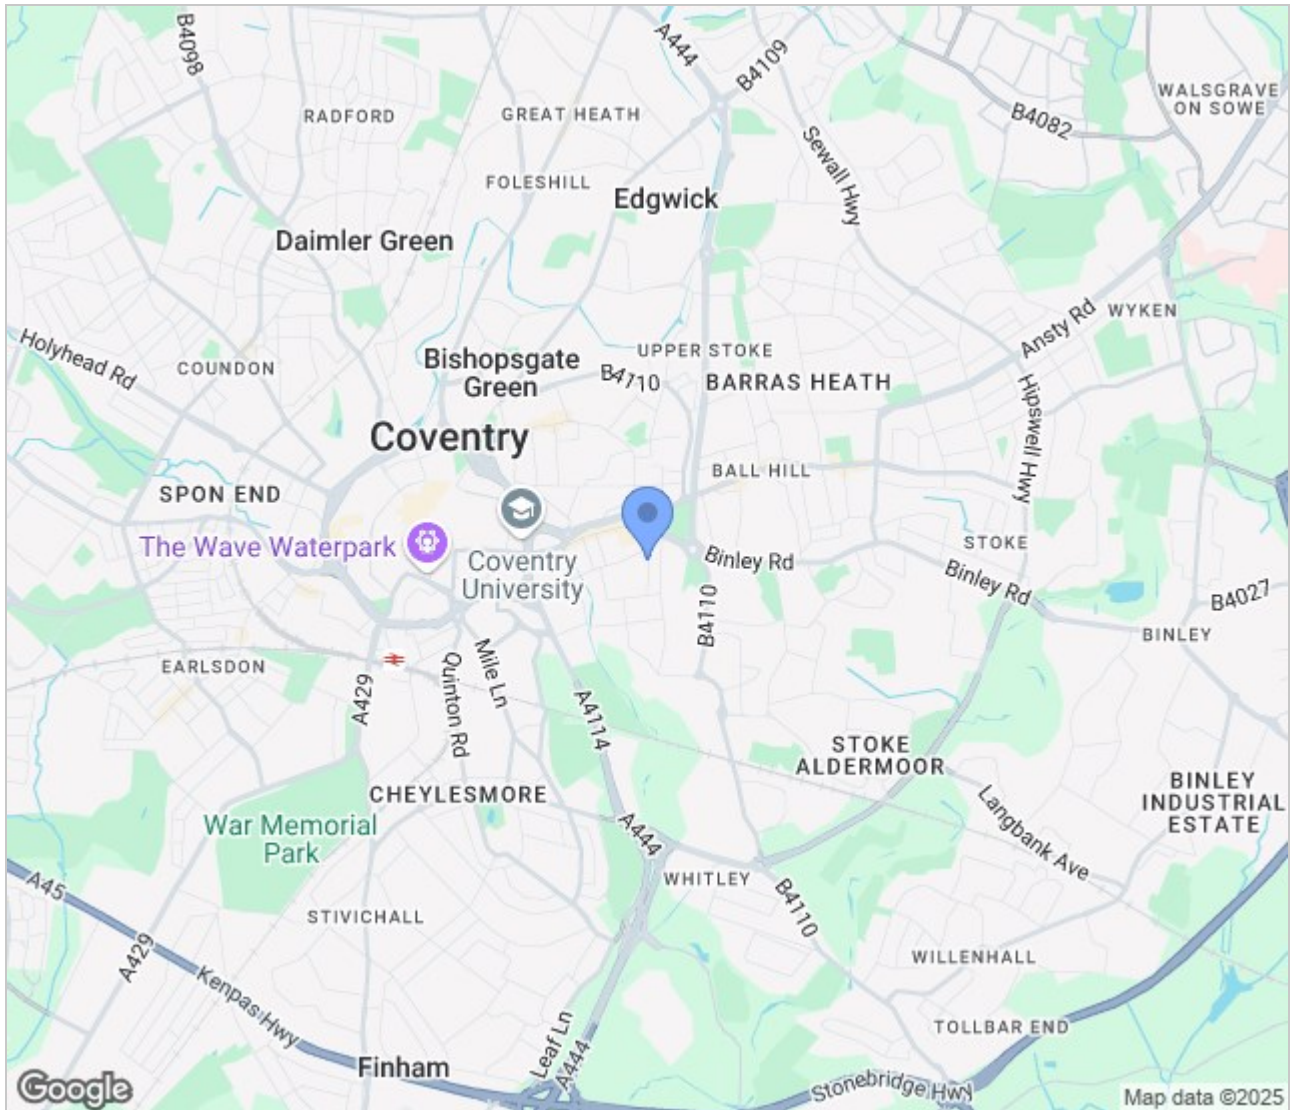 B4098
A444
B4109
RADFORD
GREAT HEATH
B4082
WALSGRAVE
ON SOWE
Sewall Hwy
FOLESHILL
Edgwick
Daimler Green
Ansty Rd
WYKEN
Holyhead Rd
COUNDON
Bishopsgate
Green
UPPER STOKE
B4110
BARRAS HEATH
Hipswell Hwy
Coventry
BALL HILL
SPON END
The Wave Waterpark
Coventry
University
Binley Rd
STOKE
Binley Rd
B4027
B4110
BINLEY
EARLSDON
A429
Quinton Rd
Mile Ln
A4114
STOKE
ALDERMOOR
BINLEY
INDUSTRIAL
ESTATE
CHEYLESMORE
War Memorial
Park
A444
Langbank Ave
WHITLEY
A45
STIVICHALL
B4110
A429
Kenpas Hwy
WILLENHALL
TOLLBAR END
Leaf Ln
A444
Finham
Stonebridge Hwy
Google
Map data ©2025